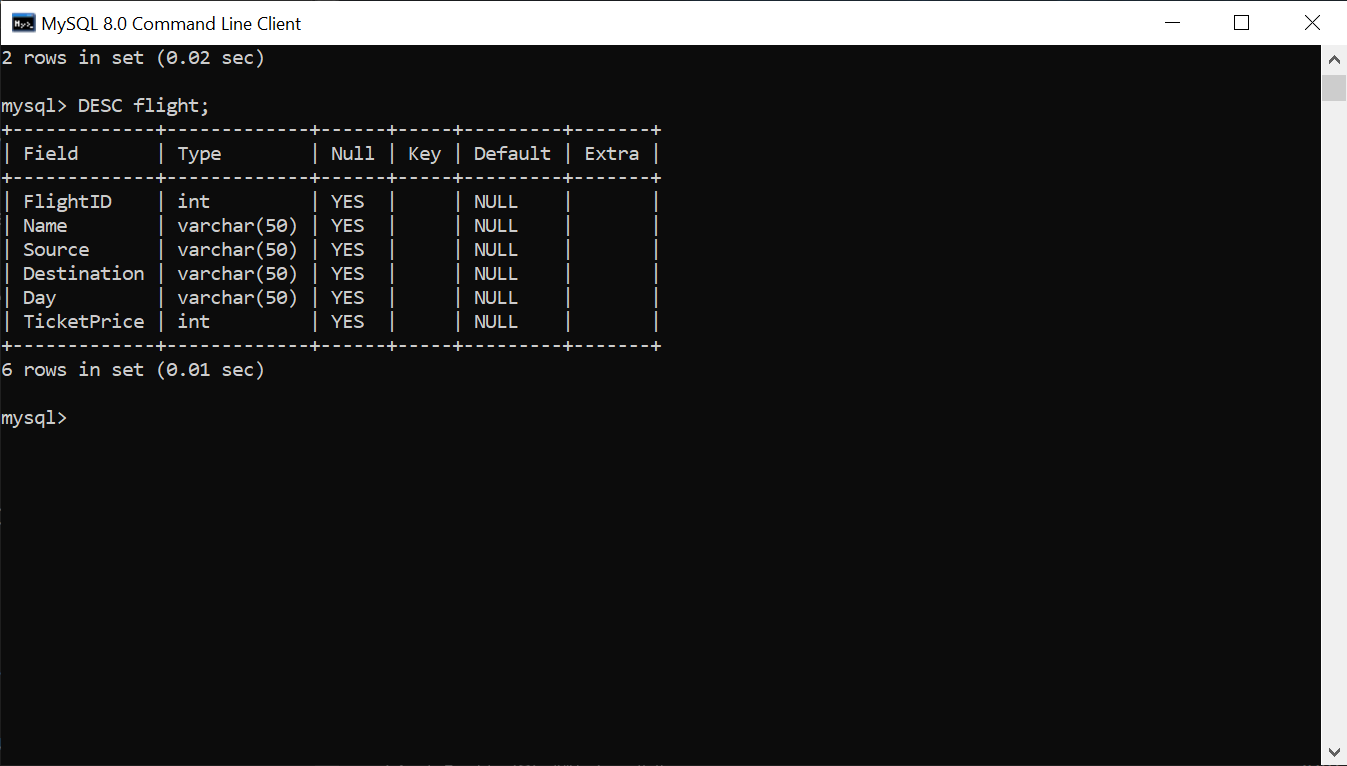 MySQL 8.0 Command Line Client
2 rows in set (0.02 sec)
mysql> DESC flight;
+-------------+-------------+------+-----+---------+-------+
| Field       | Type        | Null | Key | Default | Extra |
+-------------+-------------+------+-----+---------+-------+
| FlightID    | int         | YES  |     | NULL    |       |
| Name        | varchar(50) | YES  |     | NULL    |       |
| Source      | varchar(50) | YES  |     | NULL    |       |
| Destination | varchar(50) | YES  |     | NULL    |       |
| Day         | varchar(50) | YES  |     | NULL    |       |
| TicketPrice | int         | YES  |     | NULL    |       |
+-------------+-------------+------+-----+---------+-------+
6 rows in set (0.01 sec)
mysql>